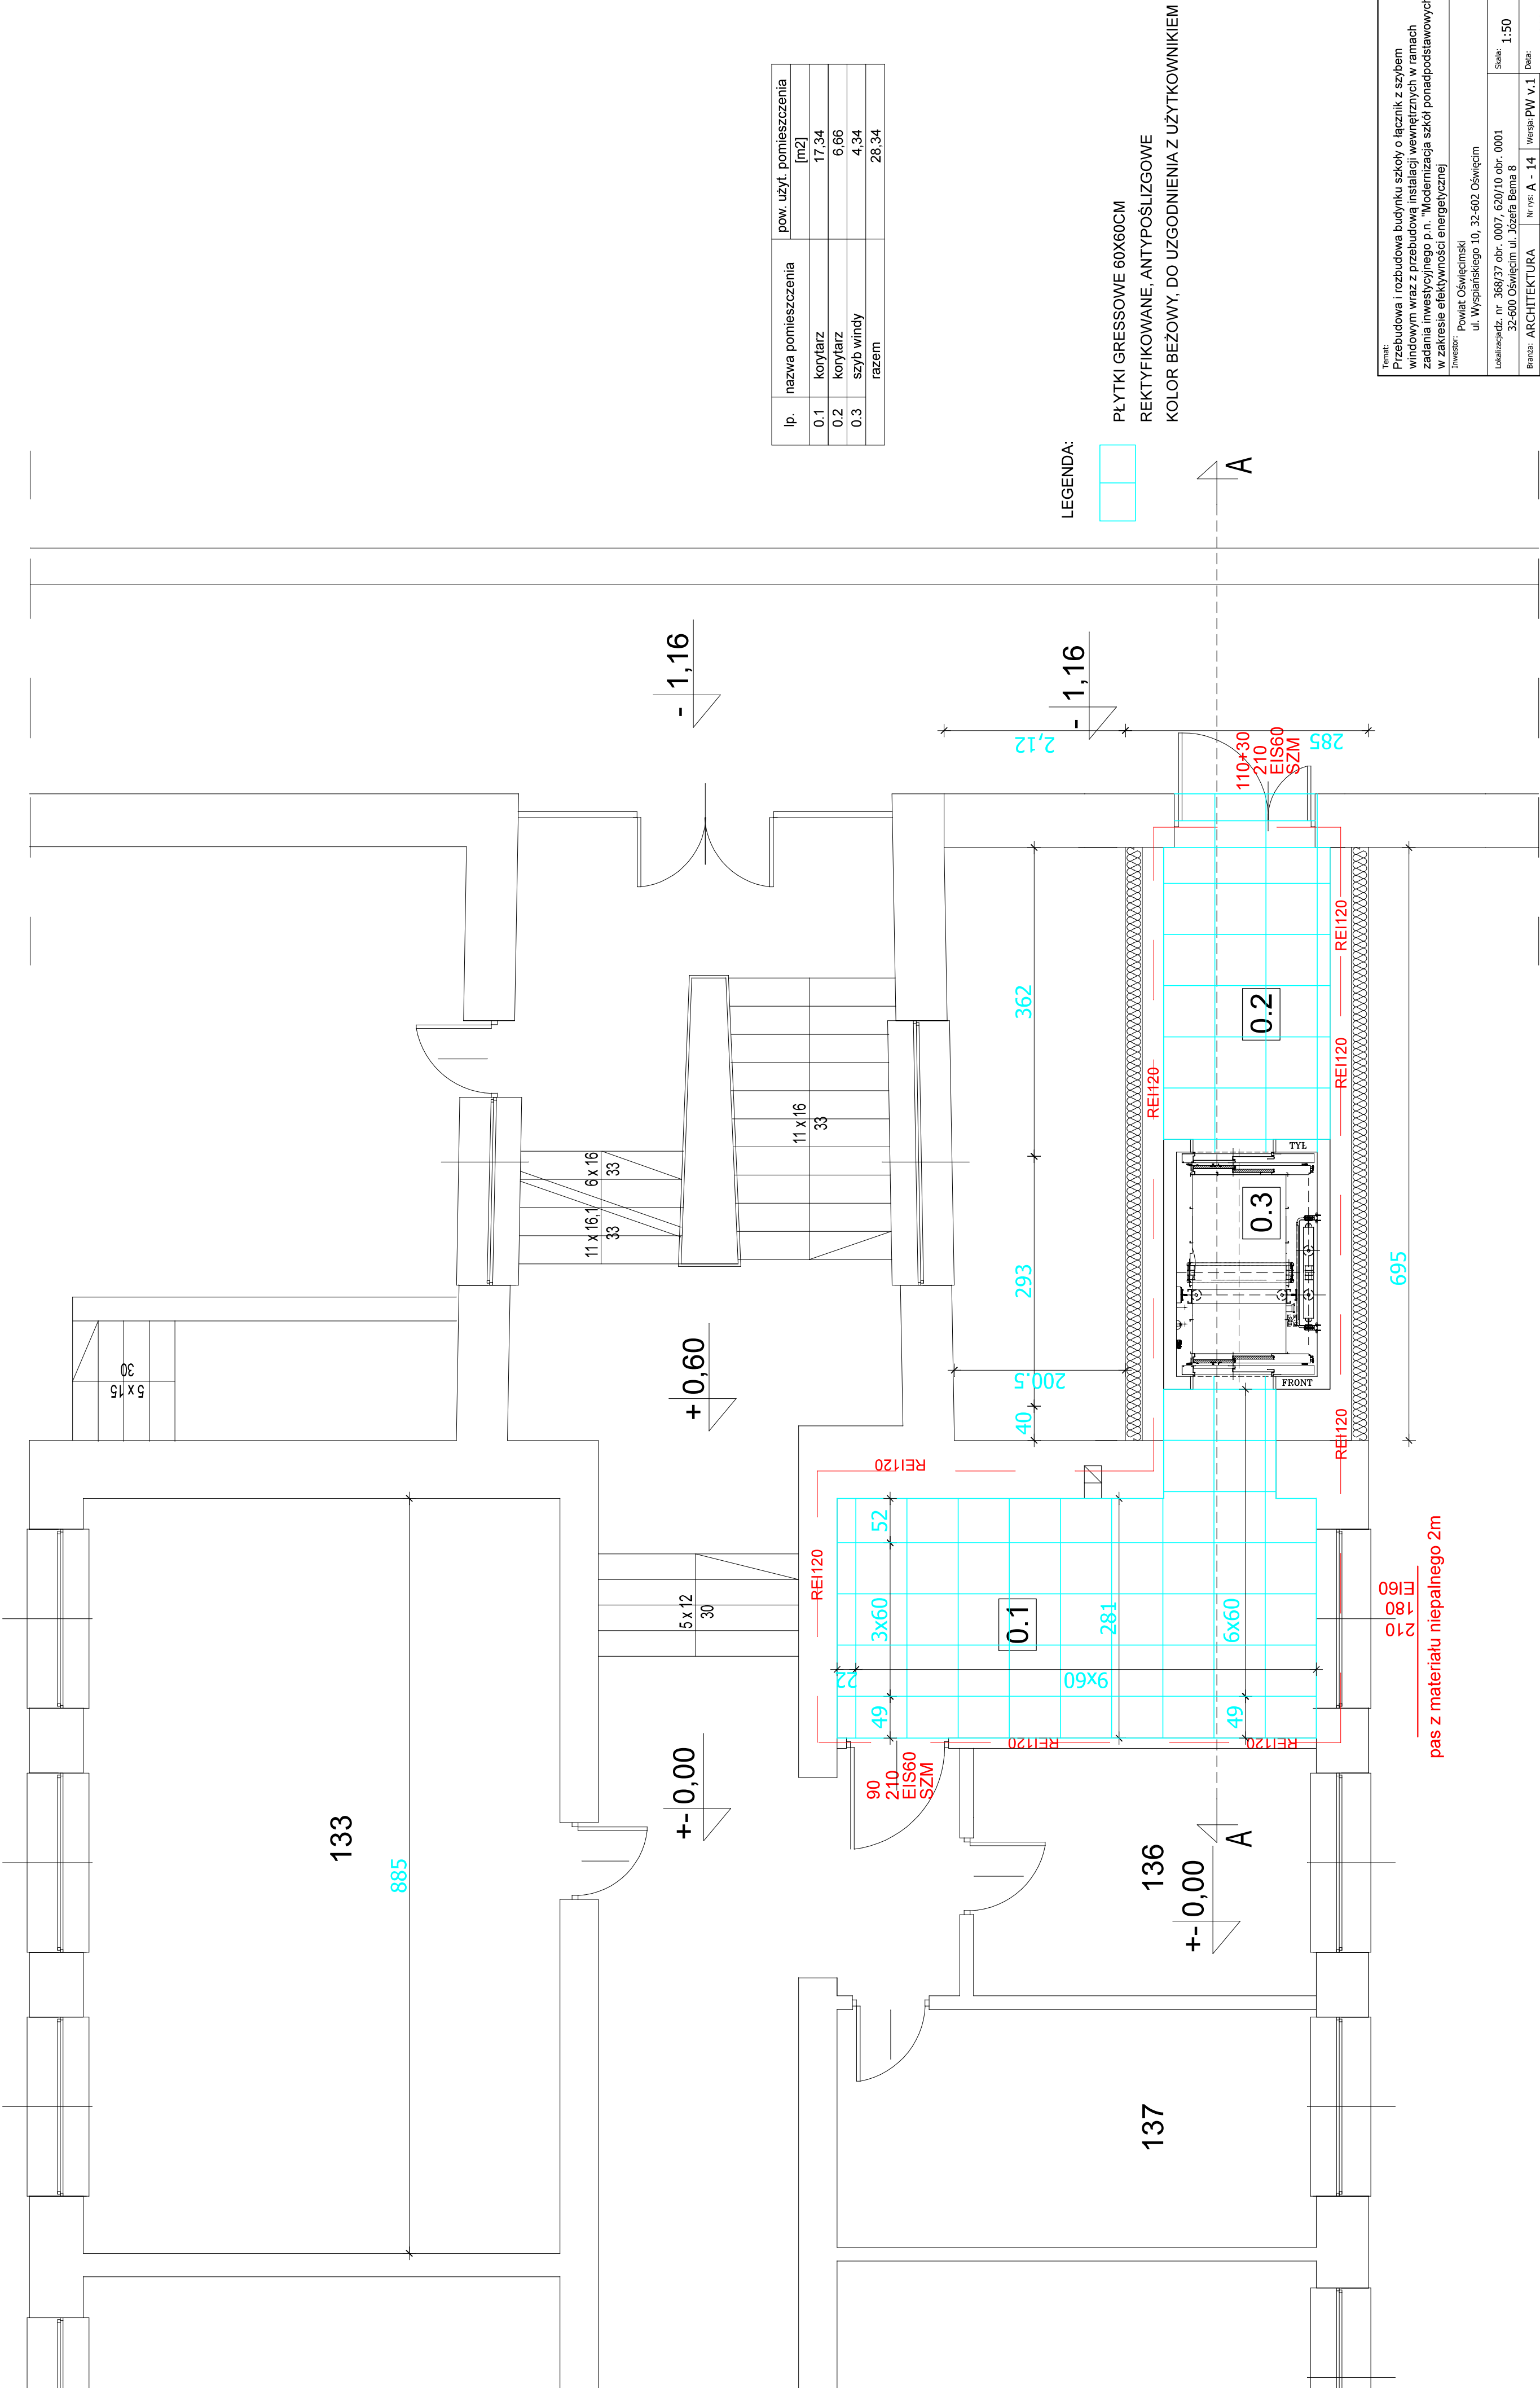 lp.	nazwa pomieszczenia	pow. użyt. pomieszczenia
[m2]
0.1	korytarz	17,34
0.2	korytarz	6,66
0.3	szyb windy	4,34
razem	28,34
LEGENDA:
PŁYTKI GRESSOWE 60X60CM
REKTYFIKOWANE, ANTYPOŚLIZGOWE
KOLOR BEŻOWY, DO UZGODNIENIA Z UŻYTKOWNIKIEM
Temat:
Przebudowa i rozbudowa budynku szkoły o łącznik z szybem
windowym wraz z przebudową instalacji wewnętrznych w ramach
zadania inwestycyjnego p.n. "Modernizacja szkół ponadpodstawowych
w zakresie efektywności energetycznej
Inwestor: Powiat Oświęcimski
ul. Wyspiańskiego 10, 32-602 Oświęcim
Lokalizacja: dz. nr 368/37 obr. 0007, 620/10 obr. 0001
32-600 Oświęcim ul. Józefa Bema 8
Skala: 1:50
Branża: ARCHITEKTURA
Nr rys: A - 14
Wersja: PW v.1
Data:
- 1,16
- 1,16
A
2,12
285
110+30
210
EIS60
SZM
362
293
40
200.5
695
REI120
REI120
REI120
REI120
0.2
0.3
TYŁ
FRONT
11 x 16
33
11 x 16,1
33
6 x 16
33
5 x 15
30
+ 0,60
5 x 12
30
REI120
REI120
52
3x60
49
22
9x60
281
6x60
49
0.1
REI120
REI120
210
180
EI60
pas z materiału niepalnego 2m
90
210
EIS60
SZM
+- 0,00
133
885
136
+- 0,00
A
137